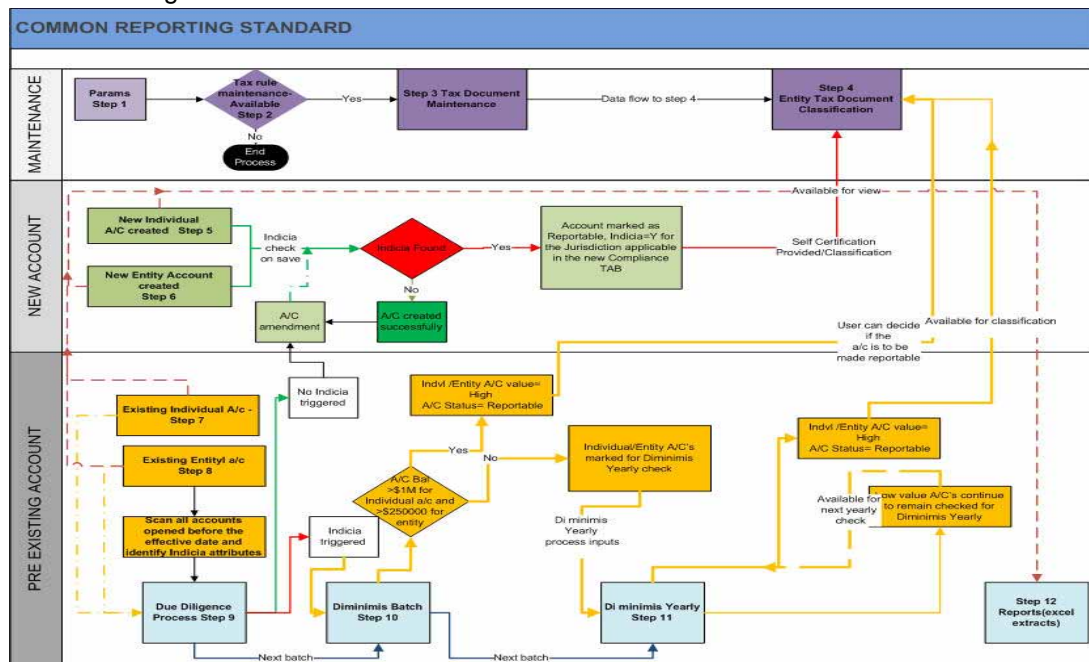 COMMON REPORTING STANDARD
MAINTENANCE
Params
Step 1
Tax rule
maintenance-
Available
Step 2
Yes
No
End
Process
Step 3 Tax Document
Maintenance
Data flow to step 4
Step 4
Entity Tax Document
Classification
NEW ACCOUNT
New Individual
A/C created Step 5
New Entity Account
created
Step 6
Indicia
check
on save
Indicia Found
Yes
No
A/C created
successfully
A/C
amendment
Account marked as
Reportable, Indicia=Y for
the Jurisdiction applicable
in the new Compliance
TAB
Available for view
Self Certification
Provided/Classification
User can decide
if the
a/c is to be
made reportable
Available for classification
PRE EXISTING ACCOUNT
Existing Individual A/c -
Step 7
Existing Entityl a/c
Step 8
Scan all accounts
opened before the
effective date and
identify Indicia attributes
Due Diligence
Process Step 9
No Indicia
triggered
Indicia
triggered
Next batch
Indvl /Entity A/C value=
High
A/C Status= Reportable
Yes
No
A/C Bal
>$1M for
Individual a/c and
>$250000 for
entity
Diminimis Batch
Step 10
Next batch
Individual/Entity A/C's
marked for Diminimis
Yearly check
Di minimis
Yearly
process inputs
Di minimis Yearly
Step 11
Indvl /Entity A/C value=
High
A/C Status= Reportable
Available for
next yearly
check
low value A/C's continue
to remain checked for
Diminimis Yearly
Step 12
Reports(excel
extracts)